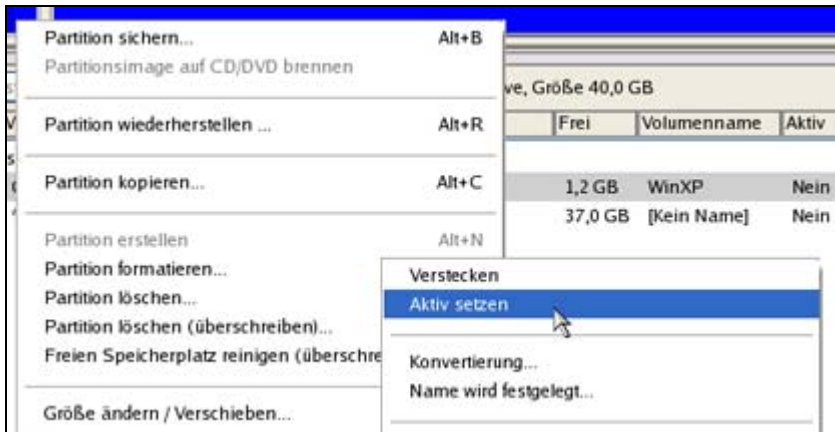 Partition sichern... Alt+B
Partitionsimage auf CD/DVD brennen
ve, Größe 40,0 GB
Partition wiederherstellen ... Alt+R
Frei Volumenname Aktiv
Partition kopieren... Alt+C
1,2 GB WinXP Nein
37,0 GB [Kein Name] Nein
Partition erstellen Alt+N
Partition formatieren...
Partition löschen...
Partition löschen (überschreiben)...
Freien Speicherplatz reinigen (überschre
Größe ändern / Verschieben...
Verstecken
Aktiv setzen
Konvertierung...
Name wird festgelegt...